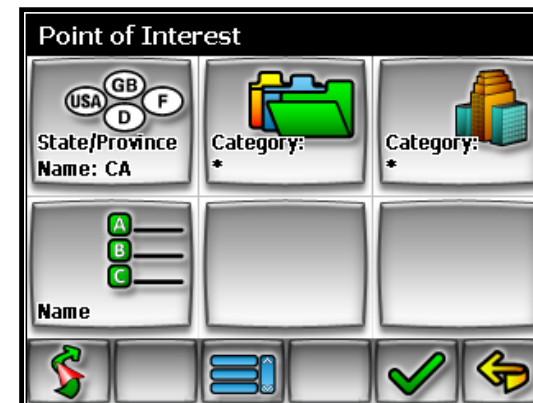 Point of Interest
GB
USA
F
D
State/Province
Name: CA
Category:
*
Category:
*
A
B
C
Name